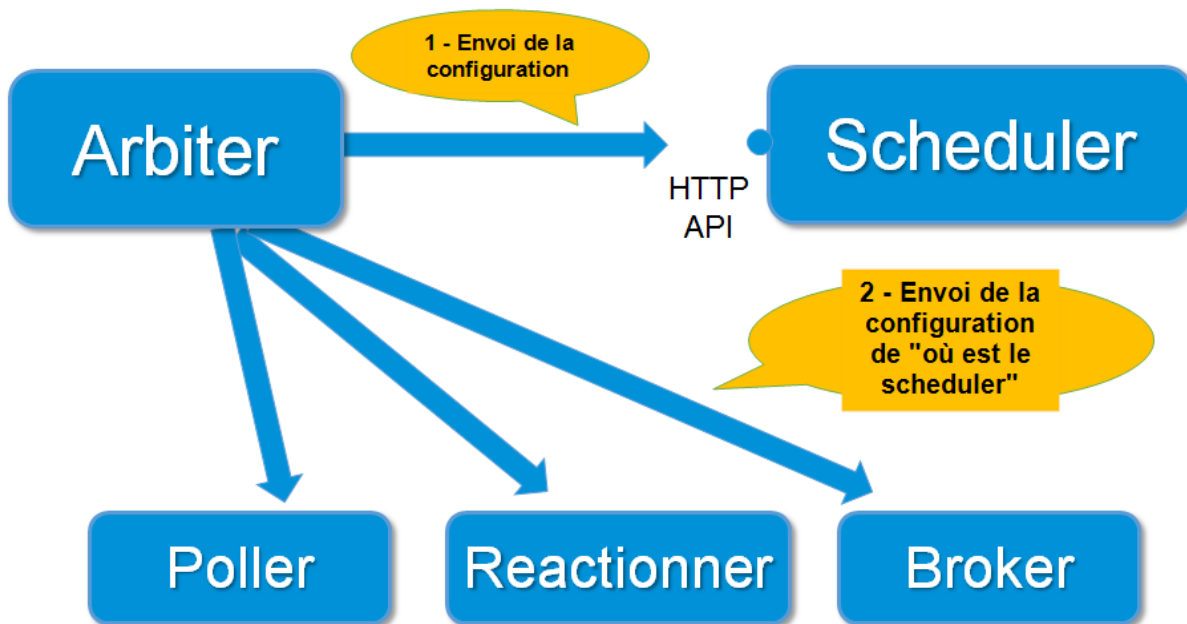 1 - Envoi de la
configuration
Arbiter
Scheduler
HTTP
API
2 - Envoi de la
configuration
de "où est le
scheduler"
Poller
Reactionner
Broker